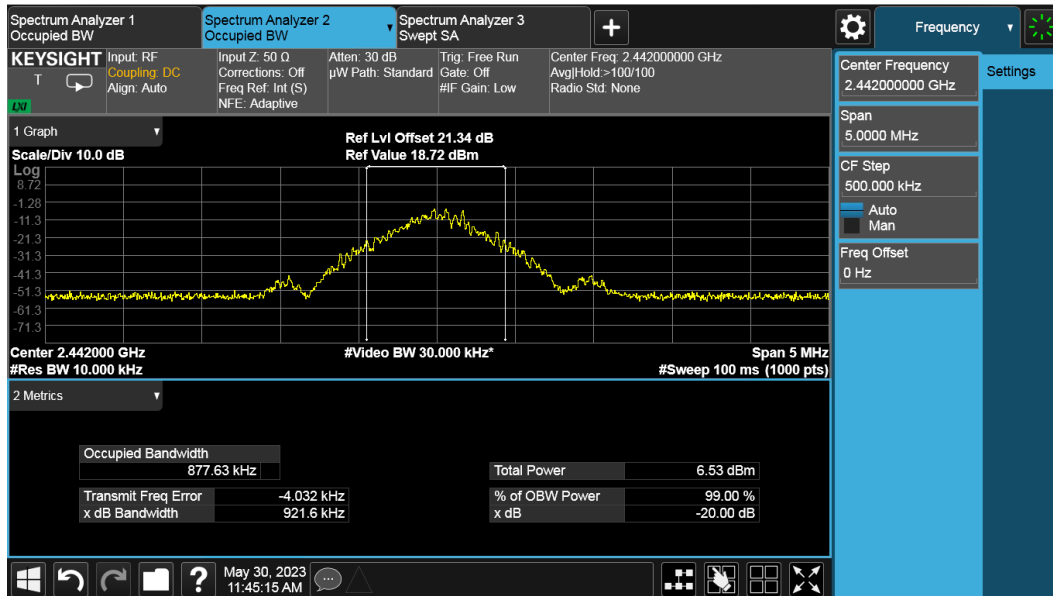 Spectrum Analyzer 1
Occupied BW
Spectrum Analyzer 2
Occupied BW
Spectrum Analyzer 3
Swept SA
Frequency
KEYSIGHT
T
LXI
Input: RF
Coupling: DC
Align: Auto
Input Z: 50 Ω
Corrections: Off
Freq Ref: Int (S)
NFE: Adaptive
Atten: 30 dB
µW Path: Standard
Trig: Free Run
Gate: Off
#IF Gain: Low
Center Freq: 2.442000000 GHz
Avg|Hold:>100/100
Radio Std: None
Center Frequency
2.442000000 GHz
Settings
Span
5.0000 MHz
CF Step
500.000 kHz
Auto
Man
Freq Offset
0 Hz
1 Graph
Ref Lvl Offset 21.34 dB
Scale/Div 10.0 dB
Ref Value 18.72 dBm
Log
8.72
-1.28
-11.3
-21.3
-31.3
-41.3
-51.3
-61.3
-71.3
Center 2.442000 GHz
#Video BW 30.000 kHz*
Span 5 MHz
#Res BW 10.000 kHz
#Sweep 100 ms (1000 pts)
2 Metrics
Occupied Bandwidth
877.63 kHz
Total Power
6.53 dBm
Transmit Freq Error
-4.032 kHz
% of OBW Power
99.00 %
x dB Bandwidth
921.6 kHz
x dB
-20.00 dB
?
May 30, 2023
11:45:15 AM